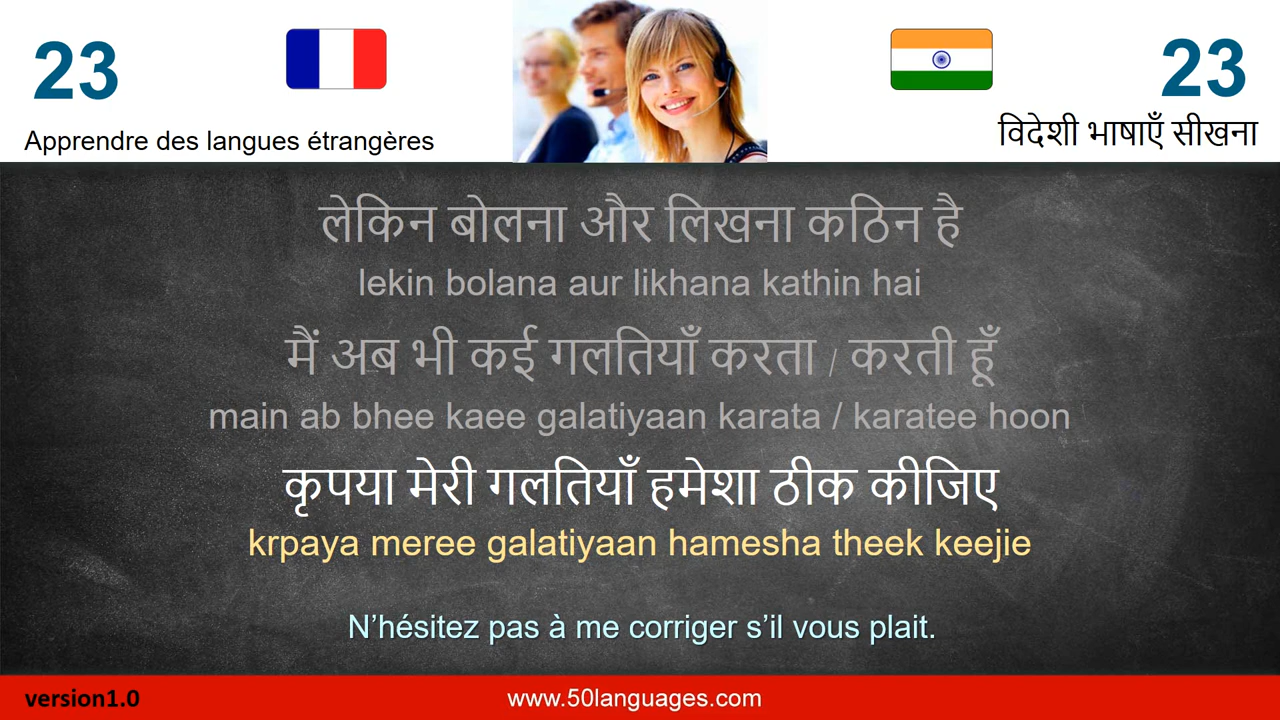 23
23
Apprendre des langues étrangères
विदेशी भाषाएँ सीखना
लेकिन बोलना और लिखना कठिन है
lekin bolana aur likhana kathin hai
मैं अब भी कई गलतियाँ करता / करती हूँ
main ab bhee kaee galatiyaan karata / karatee hoon
कृपया मेरी गलतियाँ हमेशा ठीक कीजिए
krpaya meree galatiyaan hamesha theek keejie
N’hésitez pas à me corriger s’il vous plait.
version1.0
www.50languages.com